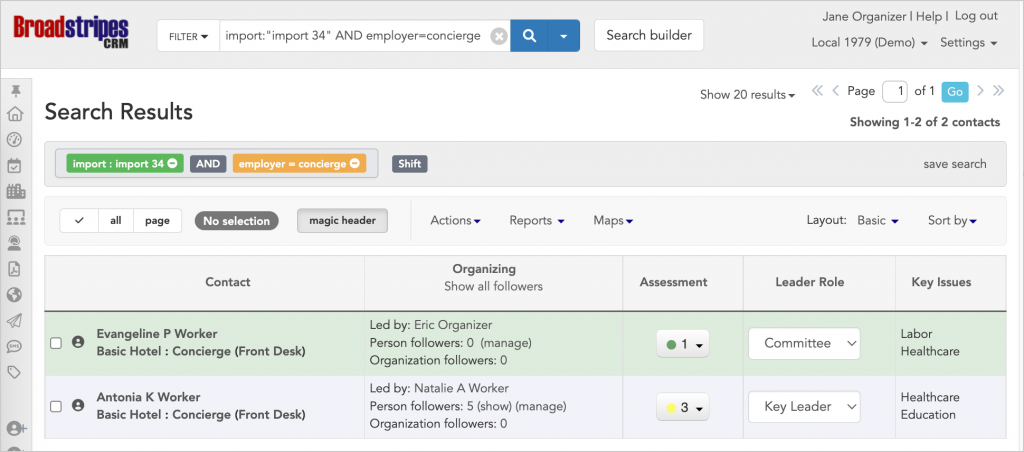 Broadstripes
CRM
FILTER
import:"import 34" AND employer=concierge
Search builder
Jane Organizer | Help | Log out
Local 1979 (Demo) Settings
Search Results
Show 20 results
Page 1 of 1 Go
Showing 1-2 of 2 contacts
import : import 34 AND employer = concierge Shift
save search
all page No selection magic header Actions Reports Maps Layout: Basic Sort by
Contact
Organizing
Show all followers
Assessment
Leader Role
Key Issues
Evangeline P Worker
Basic Hotel : Concierge (Front Desk)
Led by: Eric Organizer
Person followers: 0 (manage)
Organization followers: 0
1
Committee
Labor
Healthcare
Antonia K Worker
Basic Hotel : Concierge (Front Desk)
Led by: Natalie A Worker
Person followers: 5 (show) (manage)
Organization followers: 0
3
Key Leader
Healthcare
Education
SMS